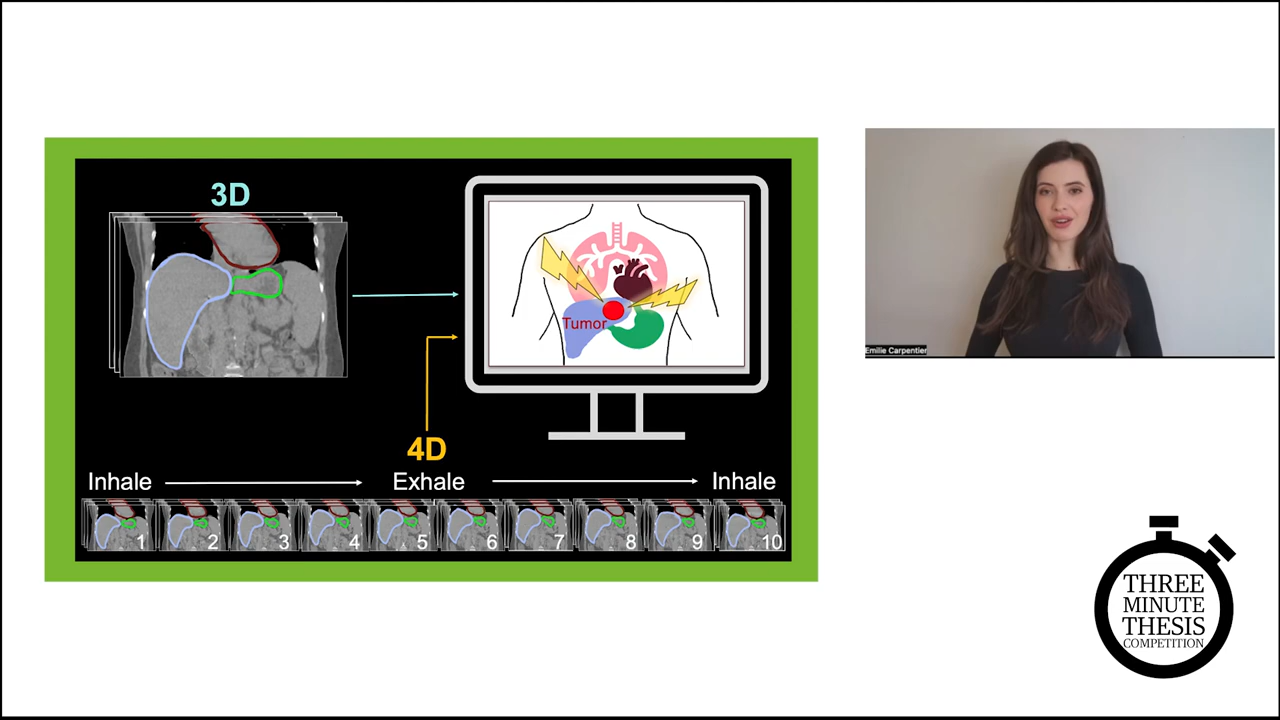 3D
Tumor
4D
Inhale
Exhale
Inhale
1 2 3 4 5 6 7 8 9 10
Emilie Carpentier
THREE
MINUTE
THESIS
COMPETITION